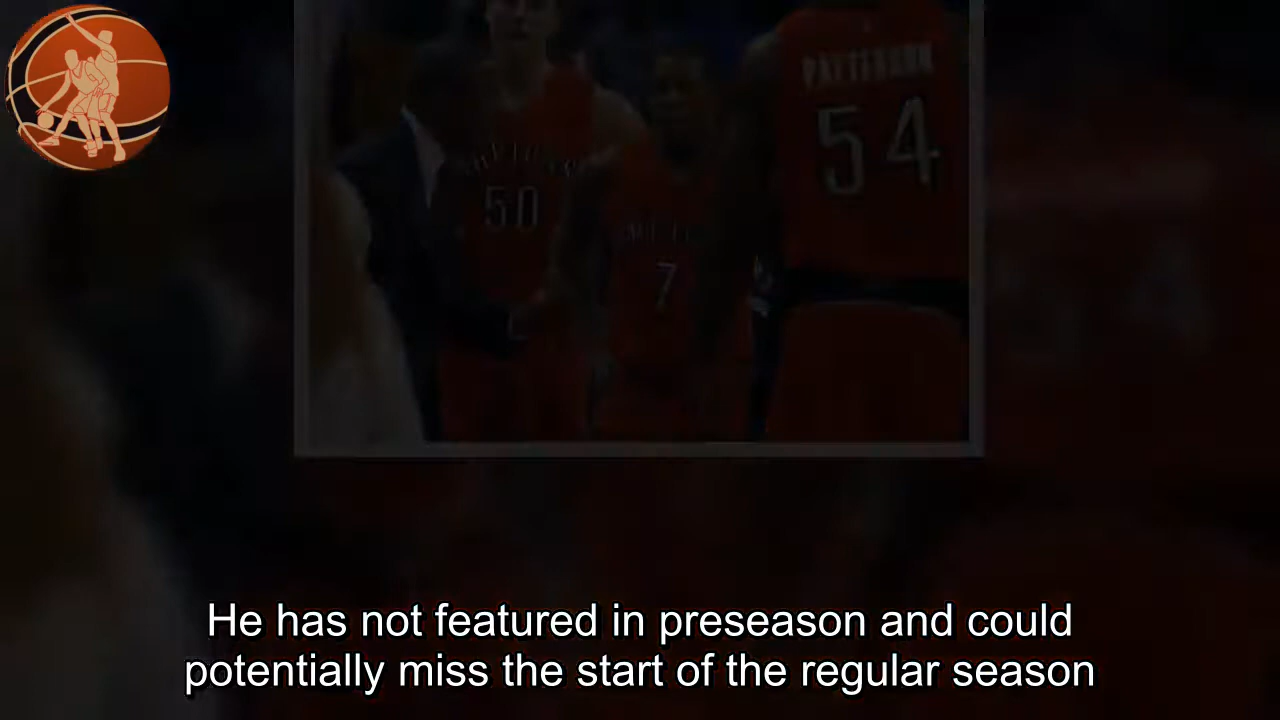 PATTERSON
54
50
7
He has not featured in preseason and could
potentially miss the start of the regular season